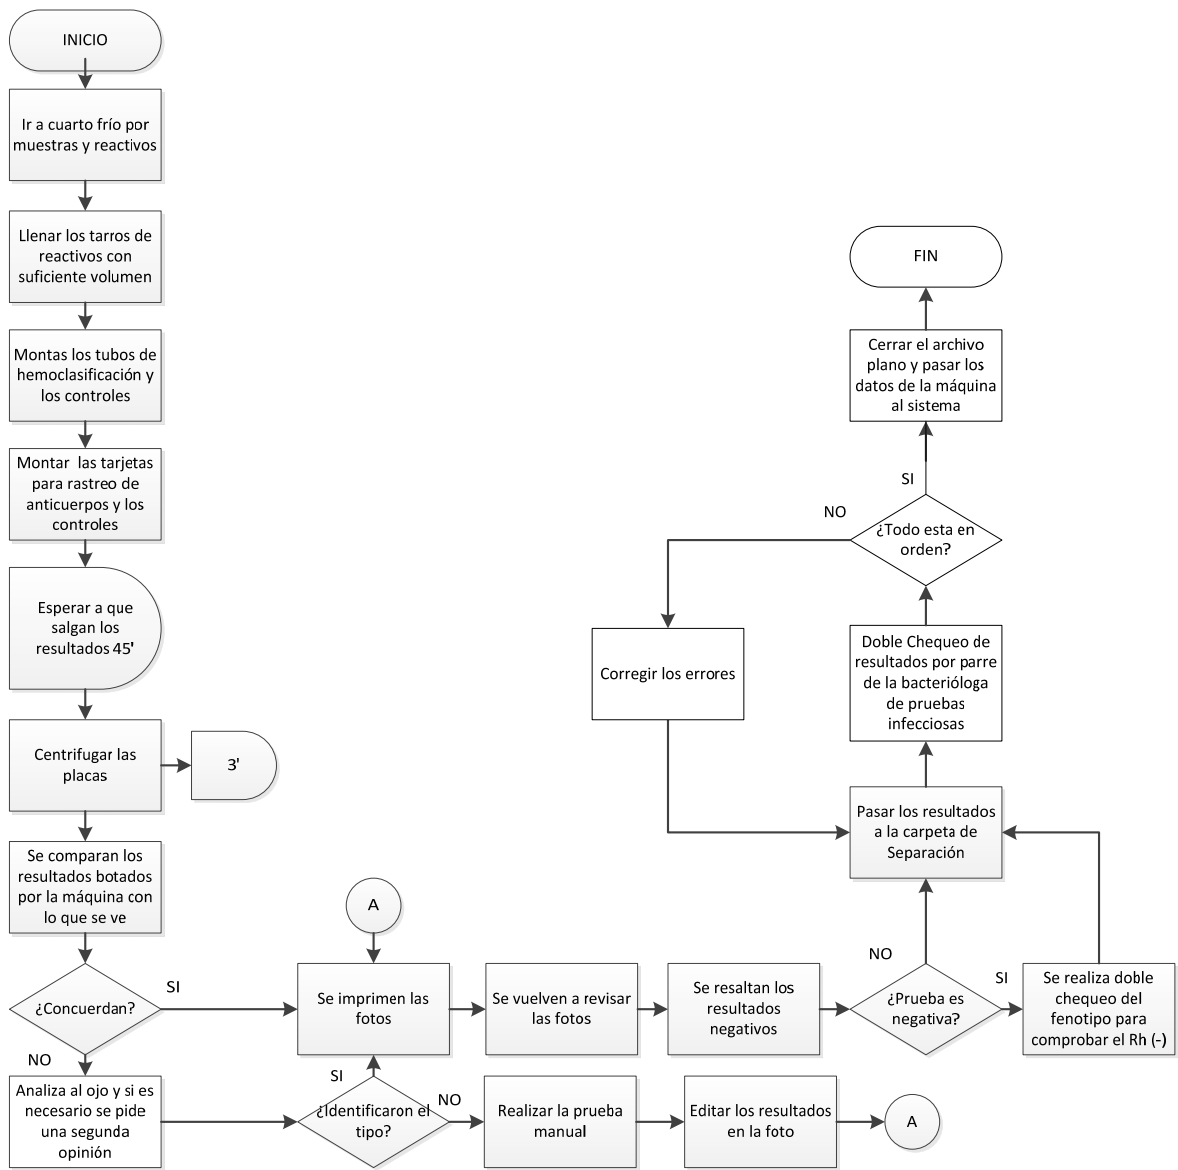 INICIO
Ir a cuarto frío por
muestras y reactivos
Llenar los tarros de
reactivos con
suficiente volumen
Montas los tubos de
hemoclasificación y
los controles
Montar las tarjetas
para rastreo de
anticuerpos y los
controles
Esperar a que
salgan los
resultados 45'
Centrifugar las
placas
3'
Se comparan los
resultados botados
por la máquina con
lo que se ve
¿Concuerdan?
SI
NO
Analiza al ojo y si es
necesario se pide
una segunda
opinión
A
Se imprimen las
fotos
SI
¿Identificaron el
tipo?
NO
Realizar la prueba
manual
Editar los resultados
en la foto
A
Se vuelven a revisar
las fotos
Se resaltan los
resultados
negativos
¿Prueba es
negativa?
NO
SI
Se realiza doble
chequeo del
fenotipo para
comprobar el Rh (-)
Pasar los resultados
a la carpeta de
Separación
Doble Chequeo de
resultados por parre
de la bacterióloga
de pruebas
infecciosas
¿Todo esta en
orden?
NO
SI
Corregir los errores
Cerrar el archivo
plano y pasar los
datos de la máquina
al sistema
FIN